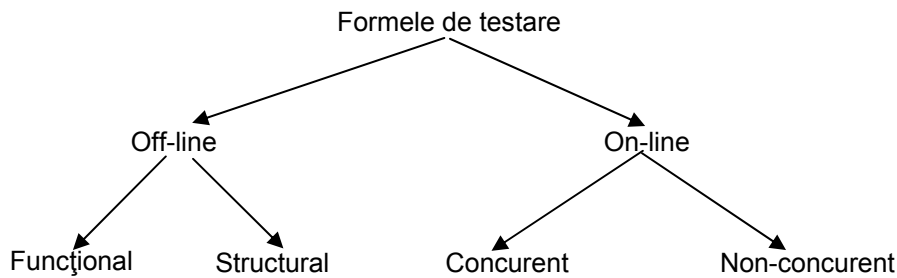 Formele de testare
Off-line On-line
Funcţional Structural Concurent Non-concurent